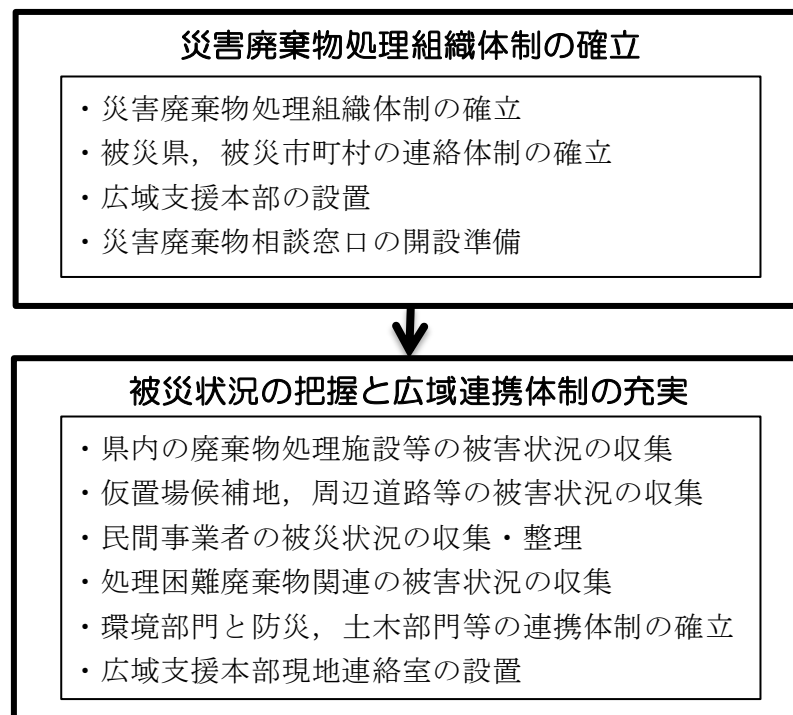 災害廃棄物処理組織体制の確立
・災害廃棄物処理組織体制の確立
・被災県，被災市町村の連絡体制の確立
・広域支援本部の設置
・災害廃棄物相談窓口の開設準備
被災状況の把握と広域連携体制の充実
・県内の廃棄物処理施設等の被害状況の収集
・仮置場候補地，周辺道路等の被害状況の収集
・民間事業者の被災状況の収集・整理
・処理困難廃棄物関連の被害状況の収集
・環境部門と防災，土木部門等の連携体制の確立
・広域支援本部現地連絡室の設置